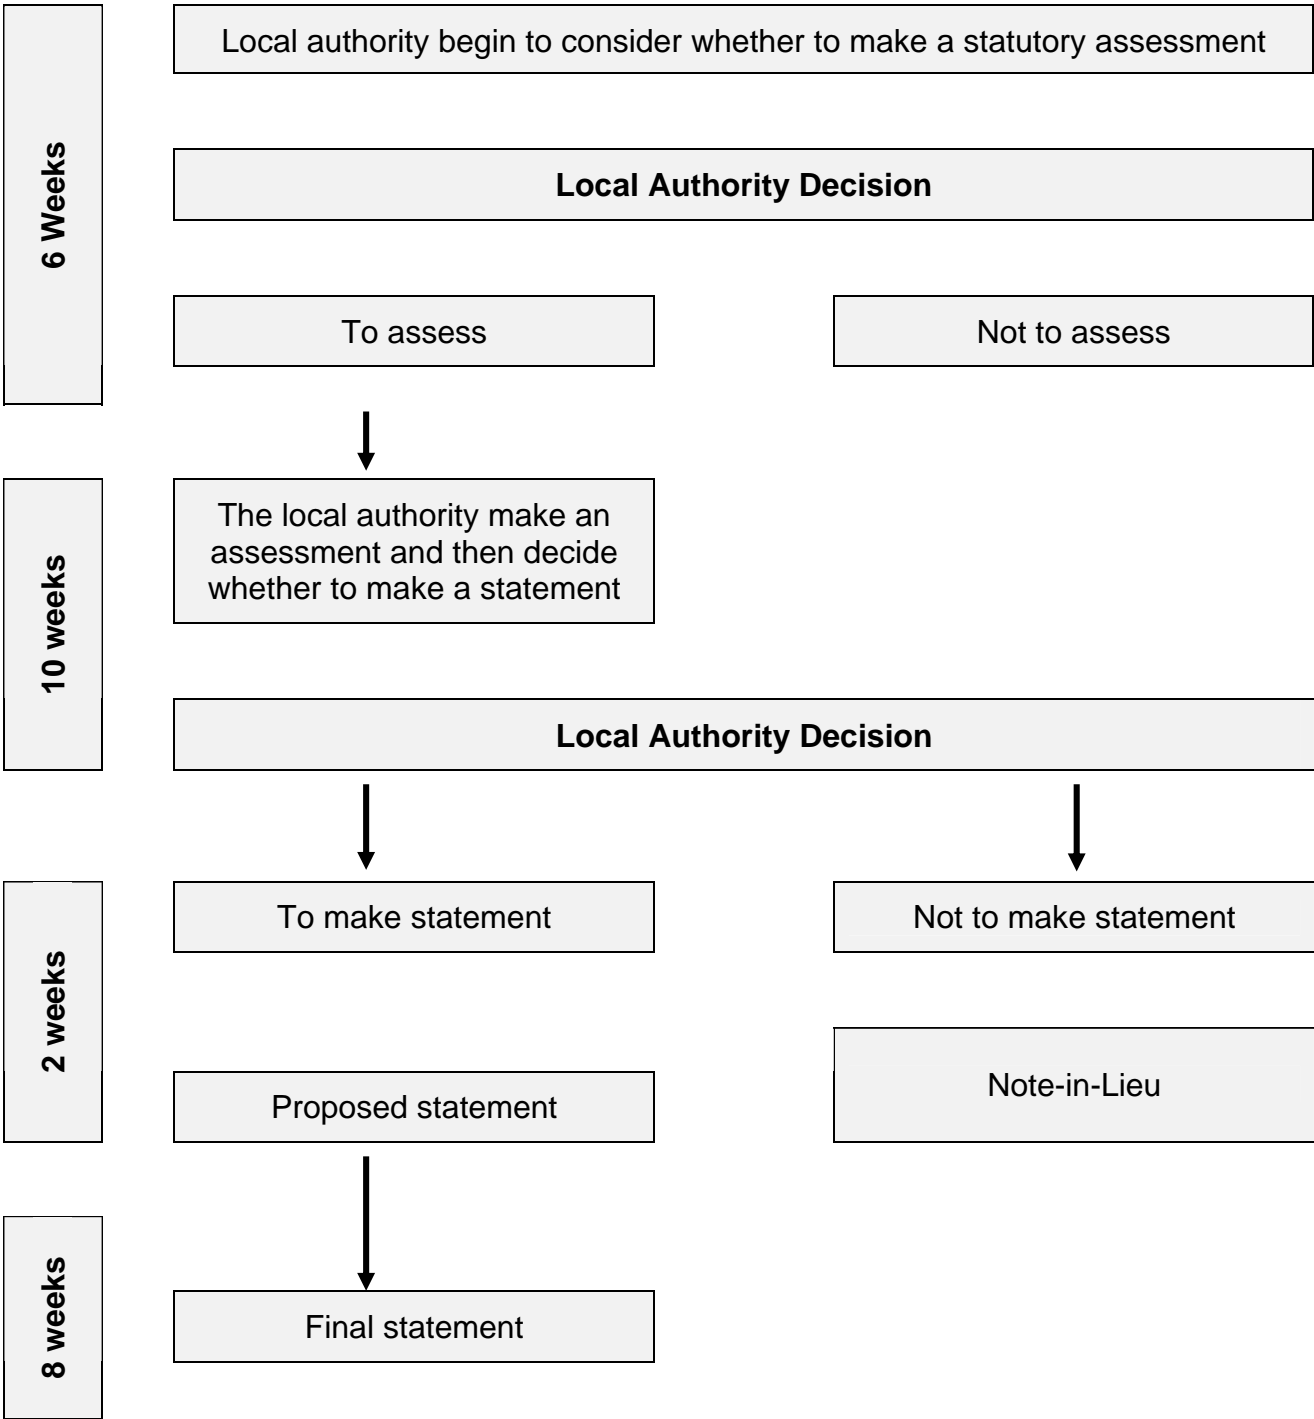 Local authority begin to consider whether to make a statutory assessment
6 Weeks
Local Authority Decision
To assess
Not to assess
10 weeks
The local authority make an
assessment and then decide
whether to make a statement
Local Authority Decision
2 weeks
To make statement
Not to make statement
Proposed statement
Note-in-Lieu
8 weeks
Final statement